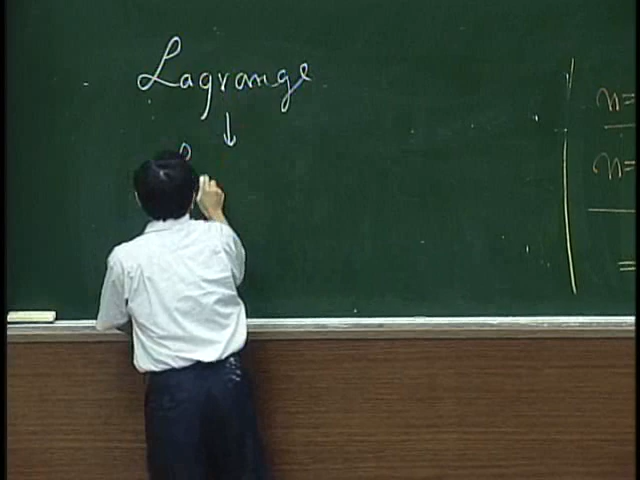 Lagrange
↓
n=
n=
=